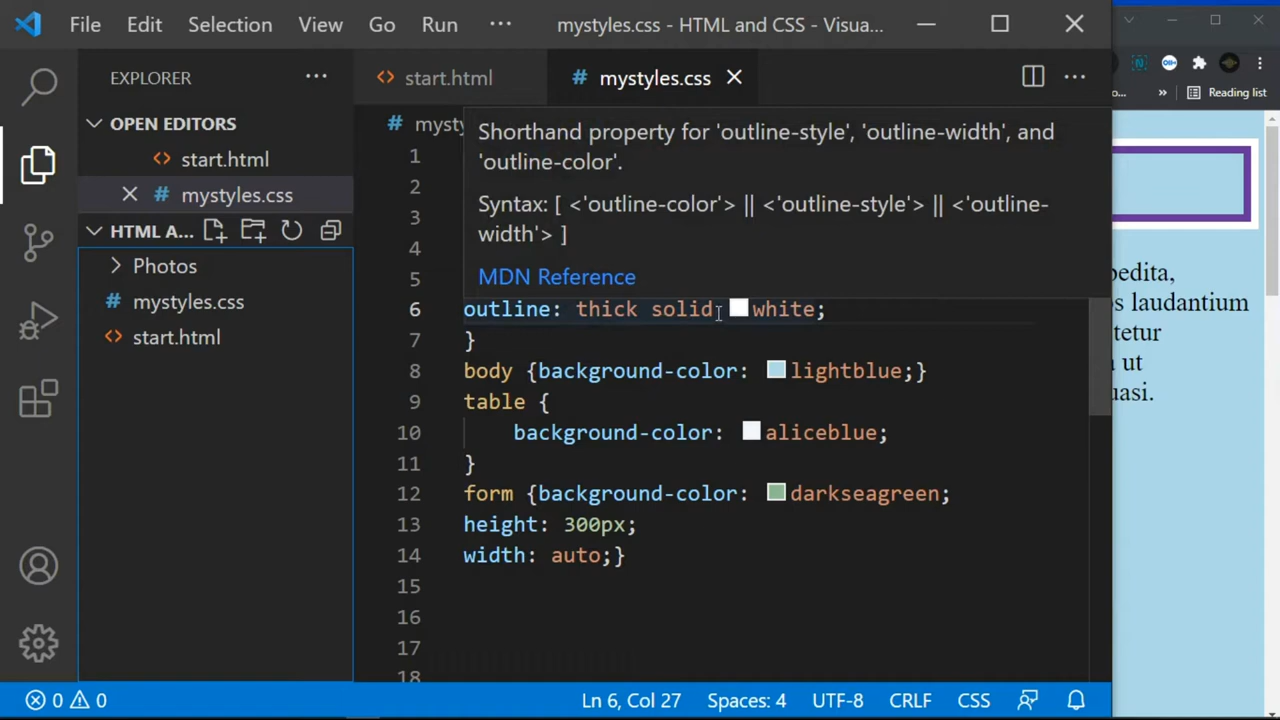 File Edit Selection View Go Run ··· mystyles.css - HTML and CSS - Visua...
EXPLORER ···
start.html
mystyles.css
···
OPEN EDITORS
start.html
mystyles.css
HTML A...
Photos
mystyles.css
start.html
# mysty
Shorthand property for 'outline-style', 'outline-width', and
'outline-color'.
Syntax: [ <'outline-color'> || <'outline-style'> || <'outline-
width'> ]
MDN Reference
1
2
3
4
5
6 outline: thick solid white;
7 }
8 body {background-color: lightblue;}
9 table {
10 background-color: aliceblue;
11 }
12 form {background-color: darkseagreen;
13 height: 300px;
14 width: auto;}
15
16
17
18
0 0
Ln 6, Col 27 Spaces: 4 UTF-8 CRLF CSS
o... » Reading list
pedita,
s laudantium
tetur
ut
uasi.